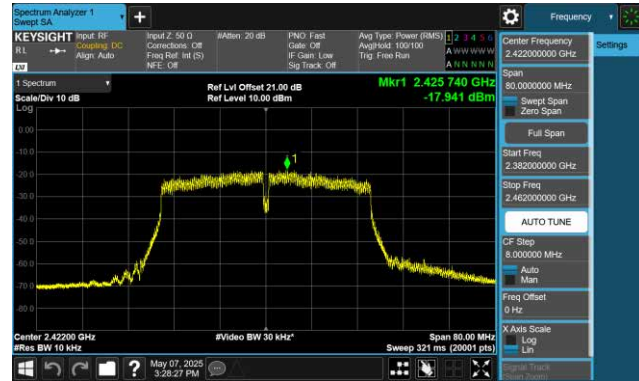 Spectrum Analyzer 1
Swept SA
Frequency
KEYSIGHT
RL
LXI
Input: RF
Coupling: DC
Align: Auto
Input Z: 50 Ω
Corrections: Off
Freq Ref: Int (S)
NFE: Off
#Atten: 20 dB
PNO: Fast
Gate: Off
IF Gain: Low
Sig Track: Off
Avg Type: Power (RMS)
Avg|Hold: 100/100
Trig: Free Run
1 2 3 4 5 6
A W W W W W
A N N N N N
1 Spectrum
Scale/Div 10 dB
Log
Ref Lvl Offset 21.00 dB
Ref Level 10.00 dBm
Mkr1 2.425 740 GHz
-17.941 dBm
1
0.00
-10.0
-20.0
-30.0
-40.0
-50.0
-60.0
-70.0
-80.0
Center 2.42200 GHz
#Res BW 10 kHz
#Video BW 30 kHz*
Span 80.00 MHz
Sweep 321 ms (20001 pts)
May 07, 2025
3:28:27 PM
Center Frequency
2.422000000 GHz
Settings
Span
80.0000000 MHz
Swept Span
Zero Span
Full Span
Start Freq
2.382000000 GHz
Stop Freq
2.462000000 GHz
AUTO TUNE
CF Step
8.000000 MHz
Auto
Man
Freq Offset
0 Hz
X Axis Scale
Log
Lin
Signal Track
(Span Zoom)